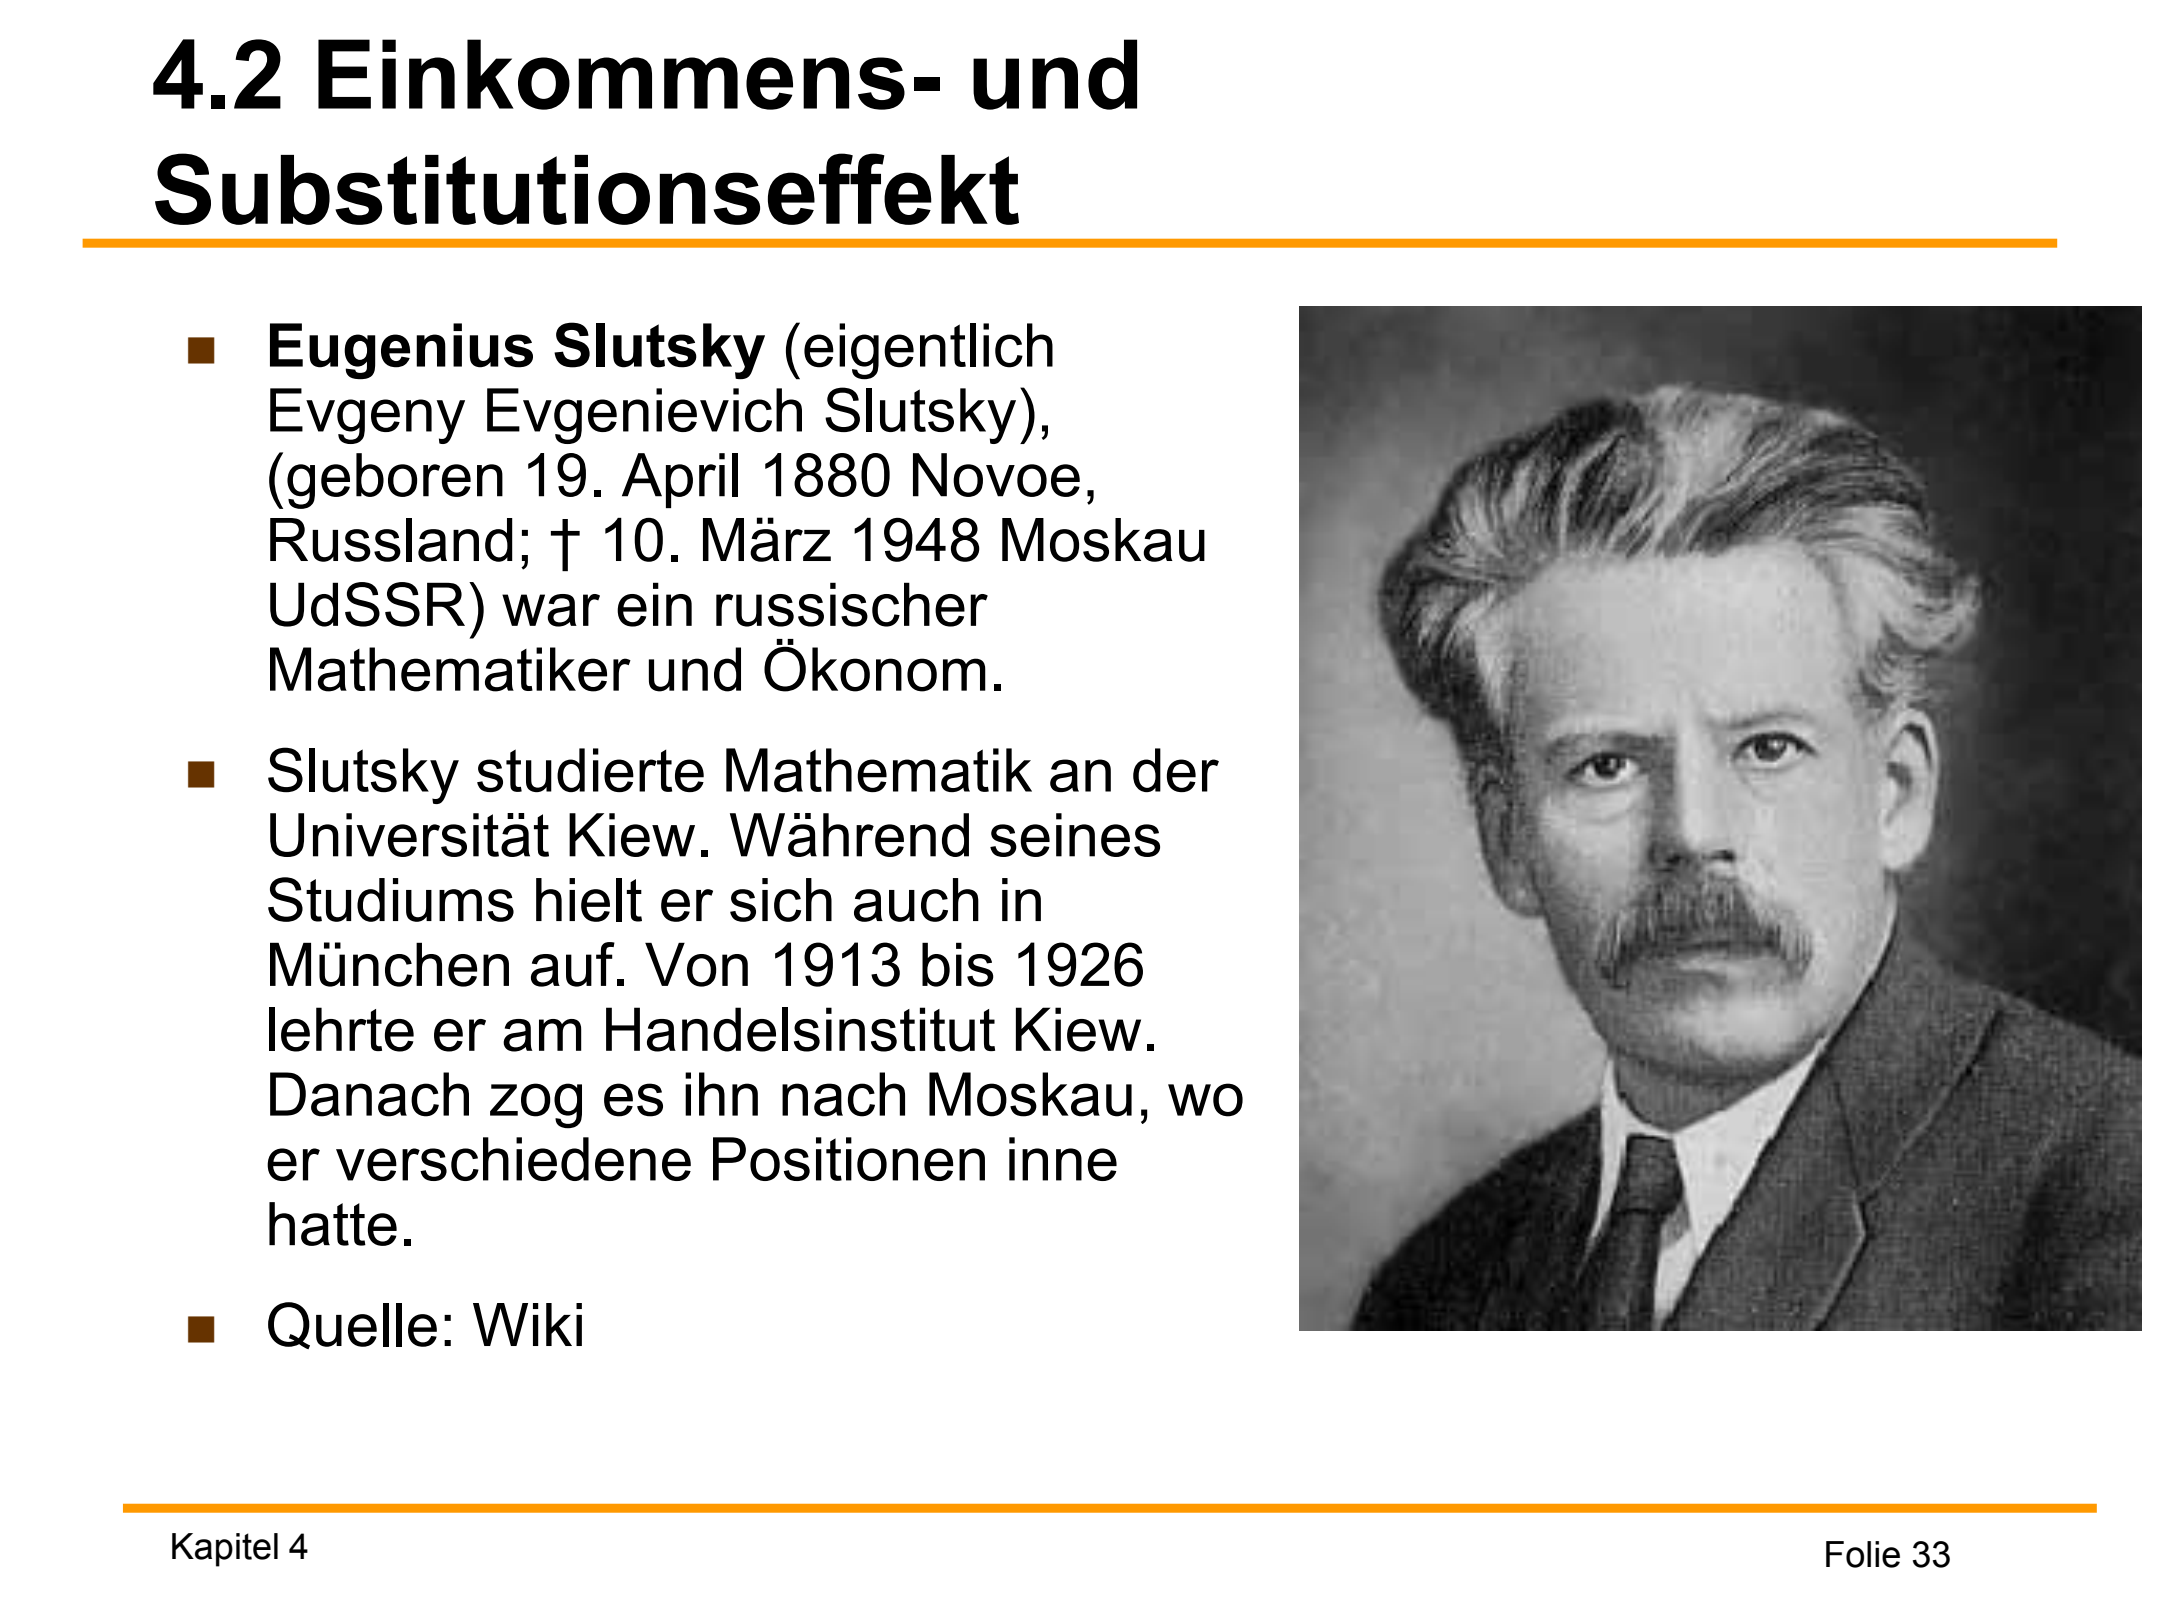 4.2 Einkommens- und
Substitutionseffekt
Eugenius Slutsky (eigentlich
Evgeny Evgenievich Slutsky),
(geboren 19. April 1880 Novoe,
Russland; † 10. März 1948 Moskau
UdSSR) war ein russischer
Mathematiker und Ökonom.
Slutsky studierte Mathematik an der
Universität Kiew. Während seines
Studiums hielt er sich auch in
München auf. Von 1913 bis 1926
lehrte er am Handelsinstitut Kiew.
Danach zog es ihn nach Moskau, wo
er verschiedene Positionen inne
hatte.
Quelle: Wiki
Kapitel 4
Folie 33